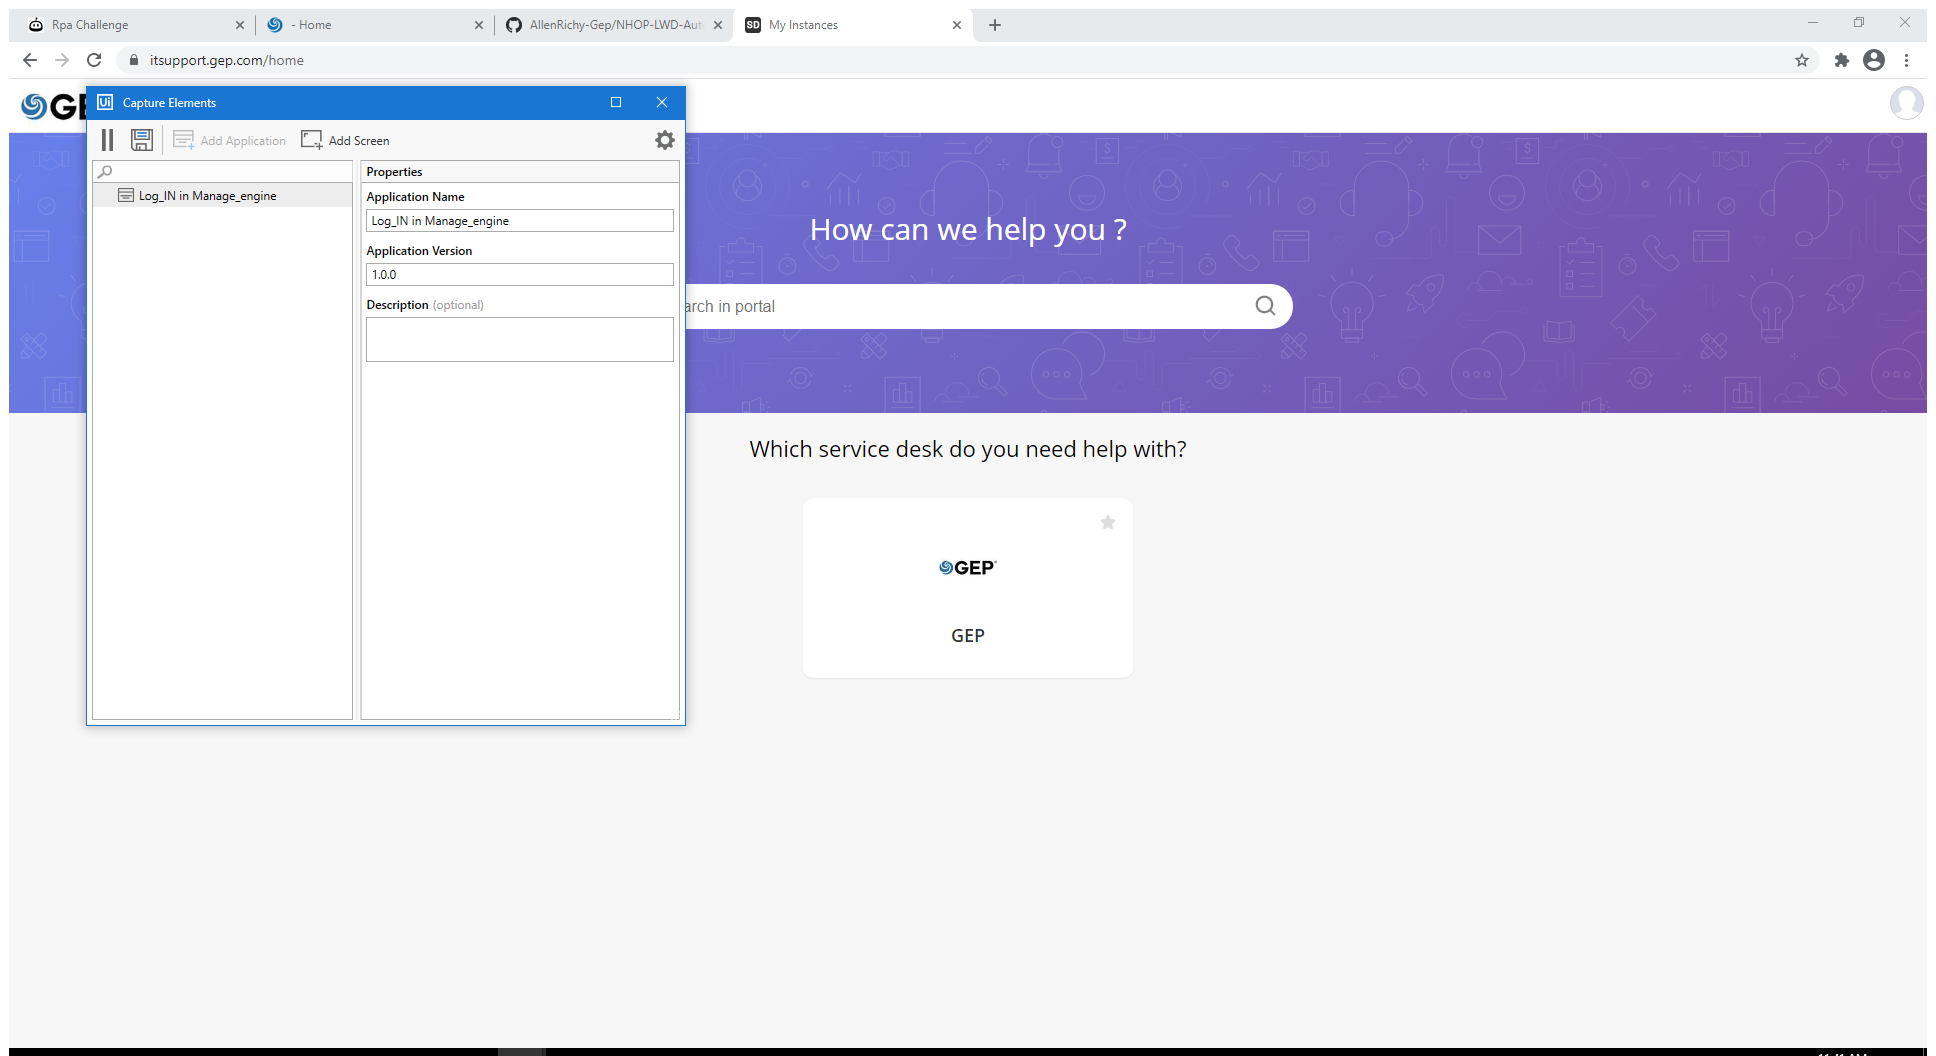 Rpa Challenge
- Home
AllenRichy-Gep/NHOP-LWD-Aut
SD My Instances
itsupport.gep.com/home
Ui Capture Elements
Add Application
Add Screen
Log_IN in Manage_engine
Properties
Application Name
Log_IN in Manage_engine
Application Version
1.0.0
Description (optional)
How can we help you ?
arch in portal
Which service desk do you need help with?
GEP
GEP